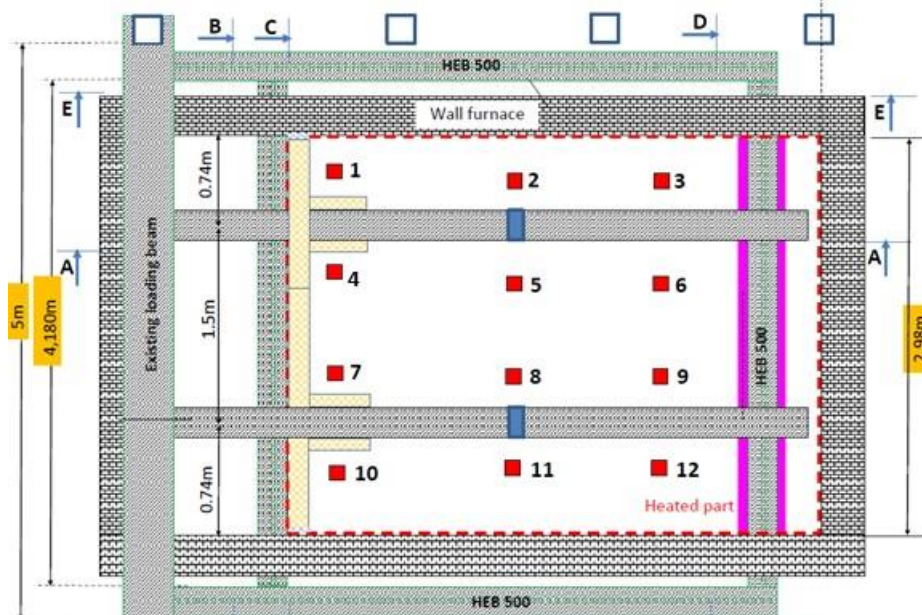 B
C
D
HEB 500
E
Wall furnace
E
0.74m
1
2
3
A
A
4
5
6
5m
4,180m
Existing loading beam
1.5m
HEB 500
2,98m
7
8
9
0.74m
10
11
12
Heated part
HEB 500